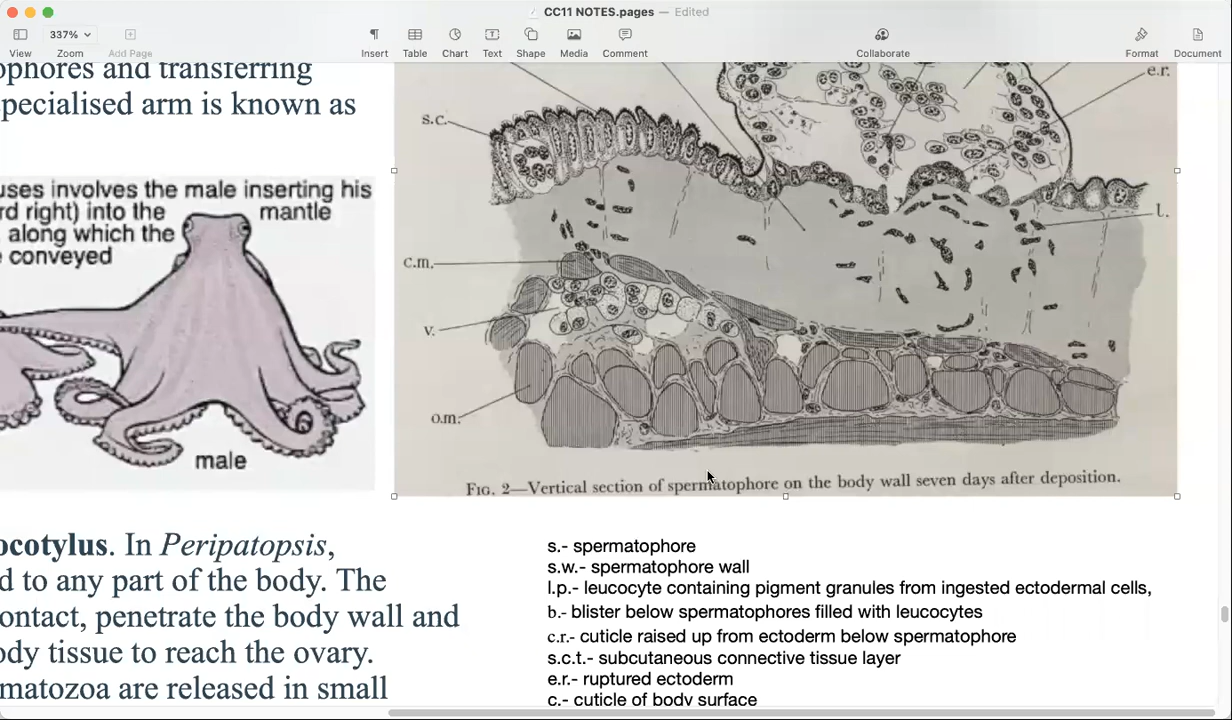 CC11 NOTES.pages — Edited
337%
View Zoom Add Page Insert Table Chart Text Shape Media Comment Collaborate Format Document
ophores and transferring
specialised arm is known as
uses involves the male inserting his
rd right) into the mantle
along which the
conveyed
male
s.c.
e.r.
l.
c.m.
v.
o.m.
FIG. 2—Vertical section of spermatophore on the body wall seven days after deposition.
ocotylus. In Peripatopsis,
d to any part of the body. The
ontact, penetrate the body wall and
ody tissue to reach the ovary.
matozoa are released in small
s.- spermatophore
s.w.- spermatophore wall
l.p.- leucocyte containing pigment granules from ingested ectodermal cells,
b.- blister below spermatophores filled with leucocytes
c.r.- cuticle raised up from ectoderm below spermatophore
s.c.t.- subcutaneous connective tissue layer
e.r.- ruptured ectoderm
c.- cuticle of body surface